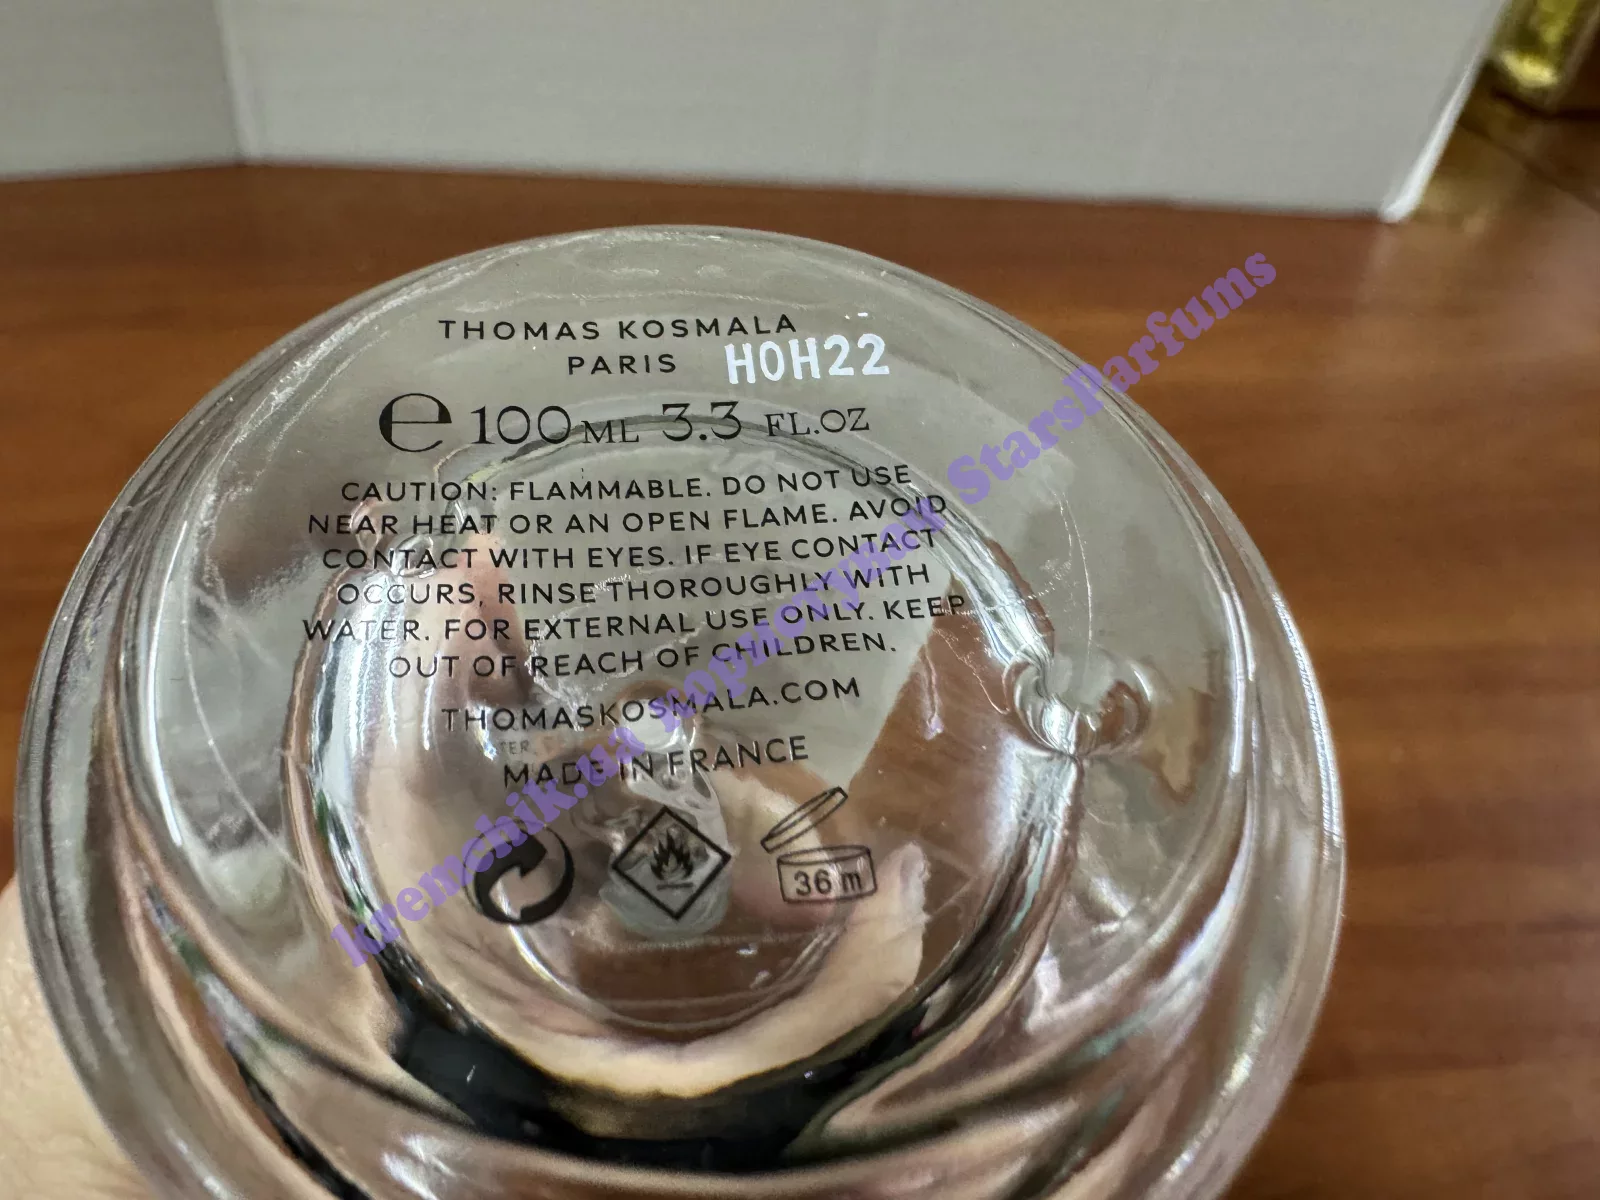 THOMAS KOSMALA
PARIS HOH22
e 100 ML 3.3 FL.OZ
CAUTION: FLAMMABLE. DO NOT USE
NEAR HEAT OR AN OPEN FLAME. AVOID
CONTACT WITH EYES. IF EYE CONTACT
OCCURS, RINSE THOROUGHLY WITH
WATER. FOR EXTERNAL USE ONLY. KEEP
OUT OF REACH OF CHILDREN.
THOMASKOSMALA.COM
MADE IN FRANCE
36 m
kremchik.ua користувач StarsParfums